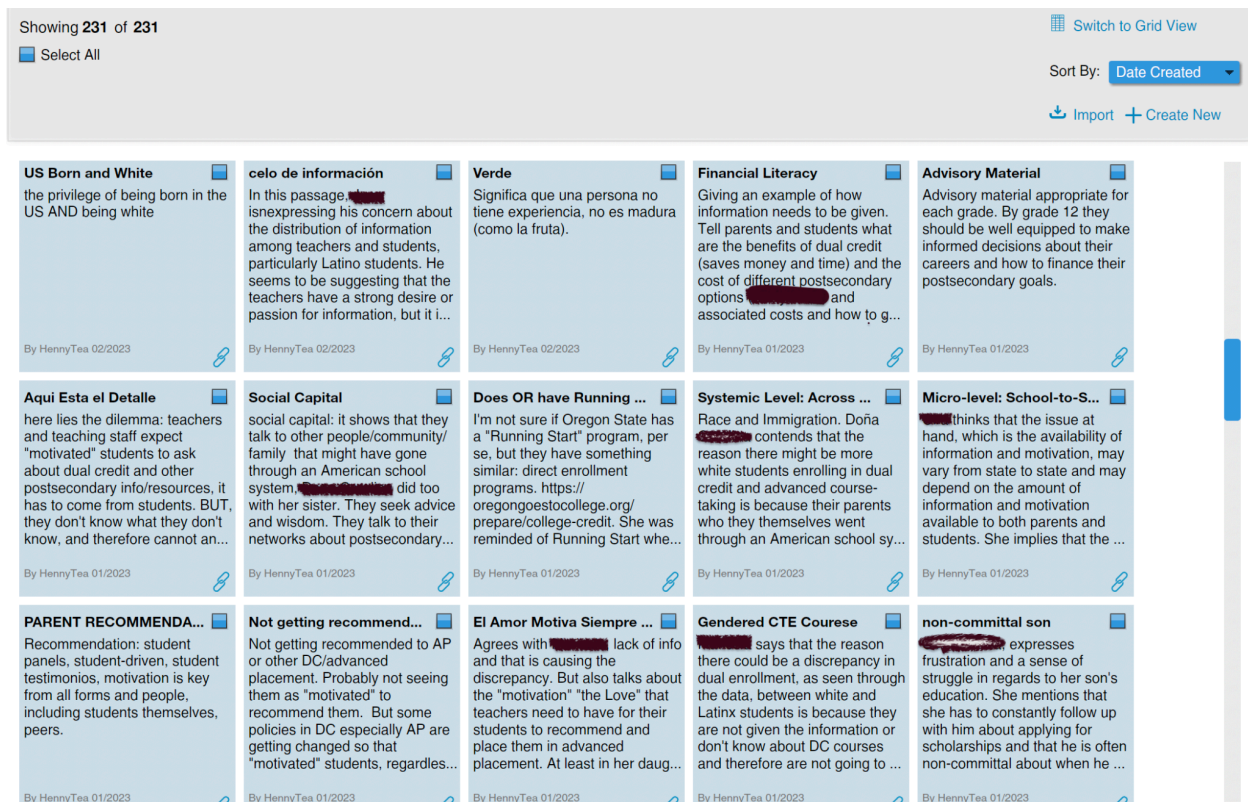 Showing 231 of 231
Select All
Switch to Grid View
Sort By: Date Created
Import + Create New
US Born and White
the privilege of being born in the
US AND being white
By HennyTea 02/2023
celo de información
In this passage,
isnexpressing his concern about
the distribution of information
among teachers and students,
particularly Latino students. He
seems to be suggesting that the
teachers have a strong desire or
passion for information, but it i...
By HennyTea 02/2023
Verde
Significa que una persona no
tiene experiencia, no es madura
(como la fruta).
By HennyTea 02/2023
Financial Literacy
Giving an example of how
information needs to be given.
Tell parents and students what
are the benefits of dual credit
(saves money and time) and the
cost of different postsecondary
options and
associated costs and how to g...
By HennyTea 01/2023
Advisory Material
Advisory material appropriate for
each grade. By grade 12 they
should be well equipped to make
informed decisions about their
careers and how to finance their
postsecondary goals.
By HennyTea 01/2023
Aqui Esta el Detalle
here lies the dilemma: teachers
and teaching staff expect
"motivated" students to ask
about dual credit and other
postsecondary info/resources, it
has to come from students. BUT,
they don't know what they don't
know, and therefore cannot an...
By HennyTea 01/2023
Social Capital
social capital: it shows that they
talk to other people/community/
family that might have gone
through an American school
system, did too
with her sister. They seek advice
and wisdom. They talk to their
networks about postsecondary...
By HennyTea 01/2023
Does OR have Running ...
I'm not sure if Oregon State has
a "Running Start" program, per
se, but they have something
similar: direct enrollment
programs. https://
oregongoestocollege.org/
prepare/college-credit. She was
reminded of Running Start whe...
By HennyTea 01/2023
Systemic Level: Across ...
Race and Immigration. Doña
contends that the
reason there might be more
white students enrolling in dual
credit and advanced course-
taking is because their parents
who they themselves went
through an American school sy...
By HennyTea 01/2023
Micro-level: School-to-S...
thinks that the issue at
hand, which is the availability of
information and motivation, may
vary from state to state and may
depend on the amount of
information and motivation
available to both parents and
students. She implies that the ...
By HennyTea 01/2023
PARENT RECOMMENDA...
Recommendation: student
panels, student-driven, student
testimonios, motivation is key
from all forms and people,
including students themselves,
peers.
By HennyTea 01/2023
Not getting recommend...
Not getting recommended to AP
or other DC/advanced
placement. Probably not seeing
them as "motivated" to
recommend them. But some
policies in DC especially AP are
getting changed so that
"motivated" students, regardles...
By HennyTea 01/2023
El Amor Motiva Siempre ...
Agrees with lack of info
and that is causing the
discrepancy. But also talks about
the "motivation" "the Love" that
teachers need to have for their
students to recommend and
place them in advanced
placement. At least in her daug...
By HennyTea 01/2023
Gendered CTE Courese
says that the reason
there could be a discrepancy in
dual enrollment, as seen through
the data, between white and
Latinx students is because they
are not given the information or
don't know about DC courses
and therefore are not going to ...
By HennyTea 01/2023
non-committal son
, expresses
frustration and a sense of
struggle in regards to her son's
education. She mentions that
she has to constantly follow up
with him about applying for
scholarships and that he is often
non-committal about when he ...
By HennyTea 01/2023